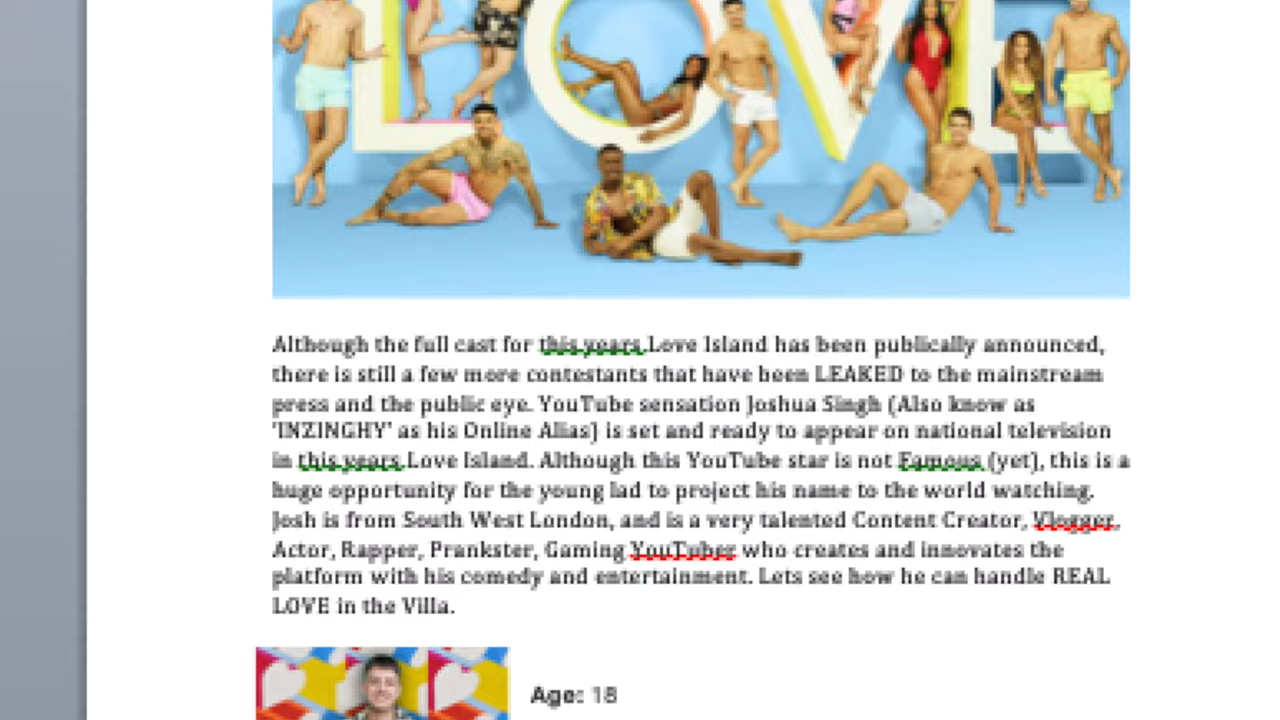 LOVE
Although the full cast for this years Love Island has been publically announced,
there is still a few more contestants that have been LEAKED to the mainstream
press and the public eye. YouTube sensation Joshua Singh (Also know as
'INZINGHY' as his Online Alias) is set and ready to appear on national television
in this years Love Island. Although this YouTube star is not Famous (yet), this is a
huge opportunity for the young lad to project his name to the world watching.
Josh is from South West London, and is a very talented Content Creator, Vlogger,
Actor, Rapper, Prankster, Gaming YouTuber who creates and innovates the
platform with his comedy and entertainment. Lets see how he can handle REAL
LOVE in the Villa.
Age: 18